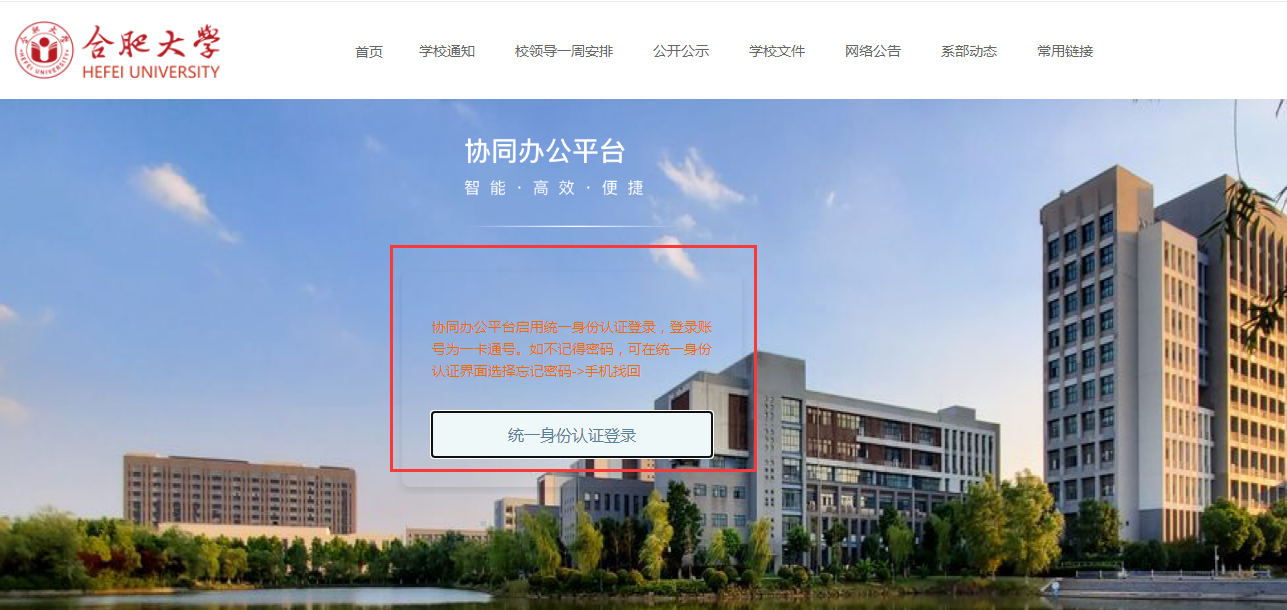 合肥大学
HEFEI UNIVERSITY
首页 学校通知 校领导一周安排 公开公示 学校文件 网络公告 系部动态 常用链接
协同办公平台
智能·高效·便捷
协同办公平台启用统一身份认证登录，登录账
号为一卡通号。如不记得密码，可在统一身份
认证界面选择忘记密码->手机找回
统一身份认证登录